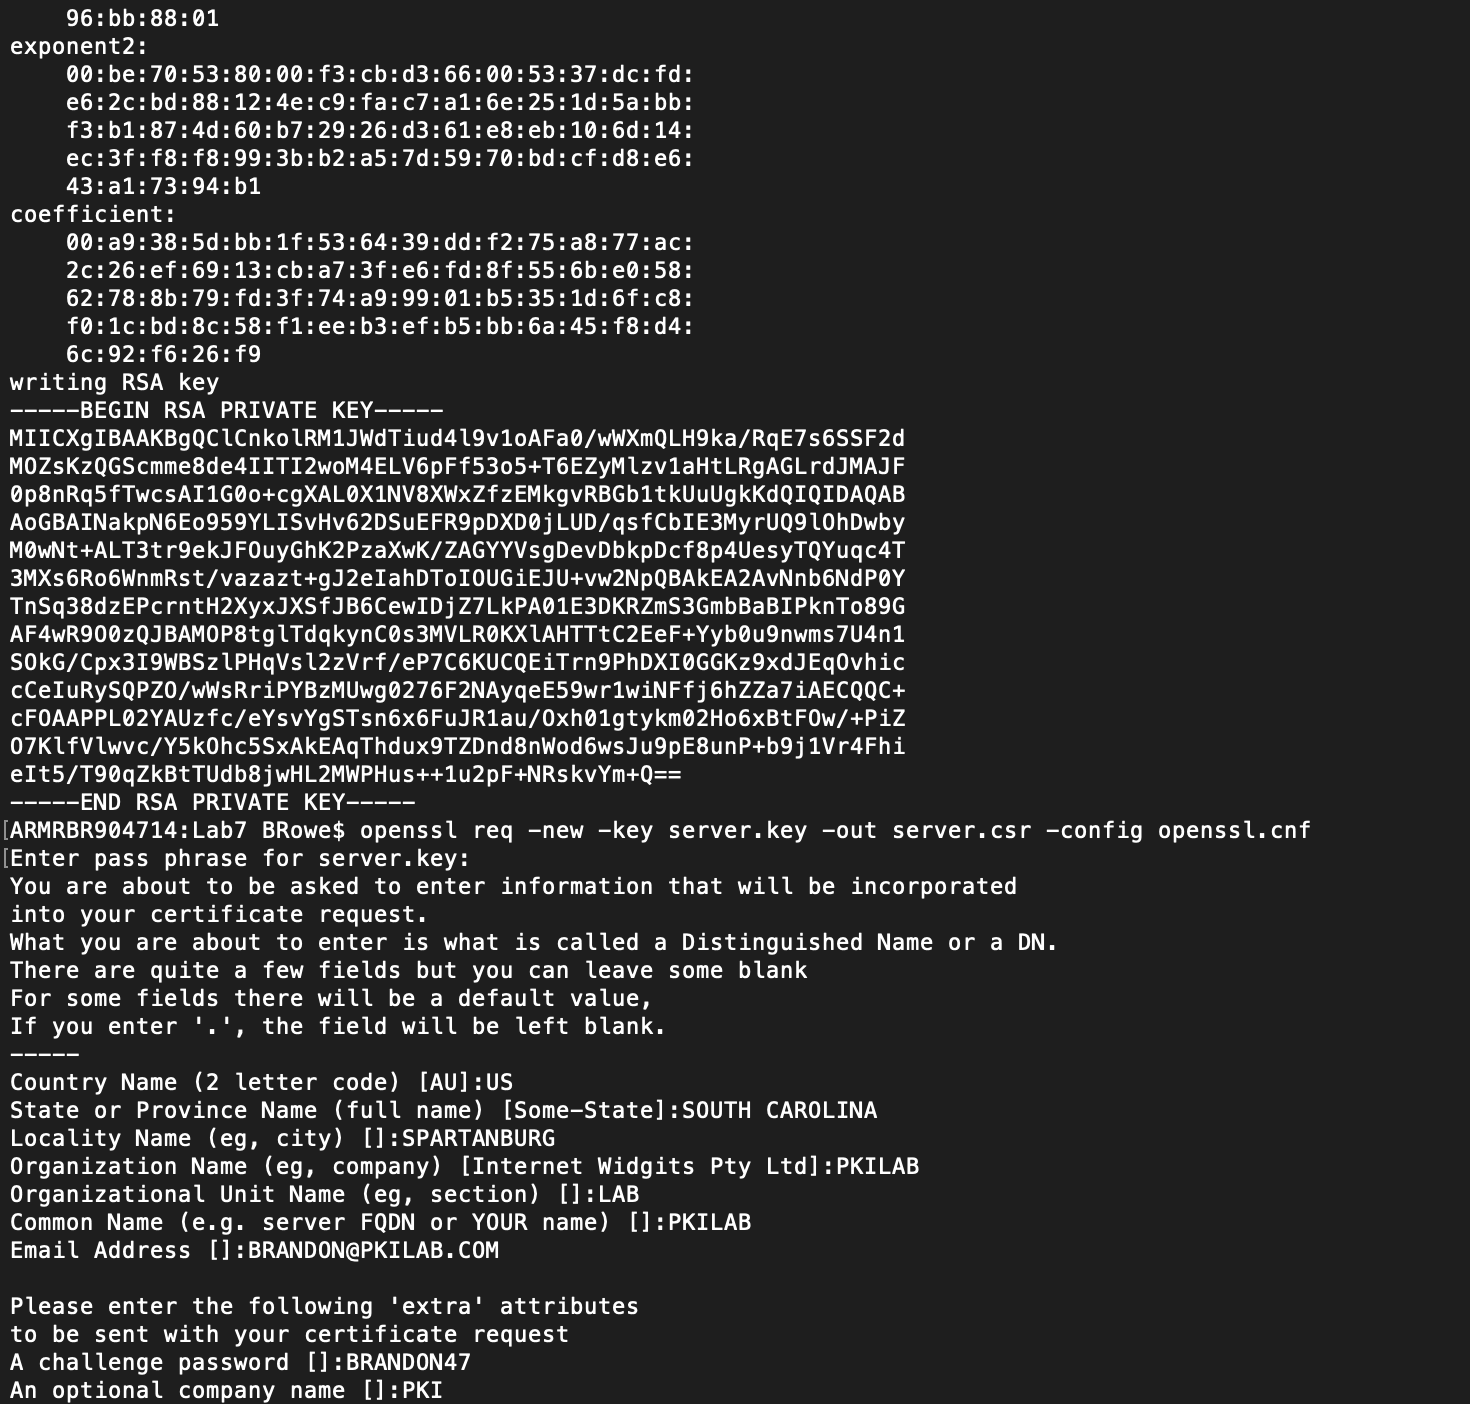 96:bb:88:01
exponent2:
00:be:70:53:80:00:f3:cb:d3:66:00:53:37:dc:fd:
e6:2c:bd:88:12:4e:c9:fa:c7:a1:6e:25:1d:5a:bb:
f3:b1:87:4d:60:b7:29:26:d3:61:e8:eb:10:6d:14:
ec:3f:f8:f8:99:3b:b2:a5:7d:59:70:bd:cf:d8:e6:
43:a1:73:94:b1
coefficient:
00:a9:38:5d:bb:1f:53:64:39:dd:f2:75:a8:77:ac:
2c:26:ef:69:13:cb:a7:3f:e6:fd:8f:55:6b:e0:58:
62:78:8b:79:fd:3f:74:a9:99:01:b5:35:1d:6f:c8:
f0:1c:bd:8c:58:f1:ee:b3:ef:b5:bb:6a:45:f8:d4:
6c:92:f6:26:f9
writing RSA key
-----BEGIN RSA PRIVATE KEY-----
MIICXgIBAAKBgQClCnkolRM1JWdTiud4l9v1oAFa0/wWXmQLH9ka/RqE7s6SSF2d
MOZsKzQGScmme8de4IITI2woM4ELV6pFf53o5+T6EZyMlzv1aHtLRgAGLrdJMAJF
0p8nRq5fTwcsAI1G0o+cgXAL0X1NV8XWxZfzEMkgvRBGb1tkUuUgkKdQIQIDAQAB
AoGBAINakpN6Eo959YLISvHv62DSuEFR9pDXD0jLUD/qsfCbIE3MyrUQ9lOhDwby
M0wNt+ALT3tr9ekJFOuyGhK2PzaXwK/ZAGYYVsgDevDbkpDcf8p4UesyTQYuqc4T
3MXs6Ro6WnmRst/vazazt+gJ2eIahDToIOUGiEJU+vw2NpQBAkEA2AvNnb6NdP0Y
TnSq38dzEPcrntH2XyxJXSfJB6CewIDjZ7LkPA01E3DKRZmS3GmbBaBIPknTo89G
AF4wR9O0zQJBAMOP8tglTdqkynC0s3MVLR0KXlAHTTtC2EeF+Yyb0u9nwms7U4n1
SOkG/Cpx3I9WBSzlPHqVsl2zVrf/eP7C6KUCQEiTrn9PhDXI0GGKz9xdJEqOvhic
cCeIuRySQPZO/wWsRriPYBzMUwg0276F2NAyqeE59wr1wiNFfj6hZZa7iAECQQC+
cFOAAPPL02YAUzfc/eYsvYgSTsn6x6FuJR1au/Oxh01gtykm02Ho6xBtFOw/+PiZ
O7KlfVlwvc/Y5kOhc5SxAkEAqThdux9TZDnd8nWod6wsJu9pE8unP+b9j1Vr4Fhi
eIt5/T90qZkBtTUdb8jwHL2MWPHus++1u2pF+NRskvYm+Q==
-----END RSA PRIVATE KEY-----
[ARMRBR904714:Lab7 BRowe$ openssl req -new -key server.key -out server.csr -config openssl.cnf
[Enter pass phrase for server.key:
You are about to be asked to enter information that will be incorporated
into your certificate request.
What you are about to enter is what is called a Distinguished Name or a DN.
There are quite a few fields but you can leave some blank
For some fields there will be a default value,
If you enter '.', the field will be left blank.
-----
Country Name (2 letter code) [AU]:US
State or Province Name (full name) [Some-State]:SOUTH CAROLINA
Locality Name (eg, city) []:SPARTANBURG
Organization Name (eg, company) [Internet Widgits Pty Ltd]:PKILAB
Organizational Unit Name (eg, section) []:LAB
Common Name (e.g. server FQDN or YOUR name) []:PKILAB
Email Address []:BRANDON@PKILAB.COM
Please enter the following 'extra' attributes
to be sent with your certificate request
A challenge password []:BRANDON47
An optional company name []:PKI